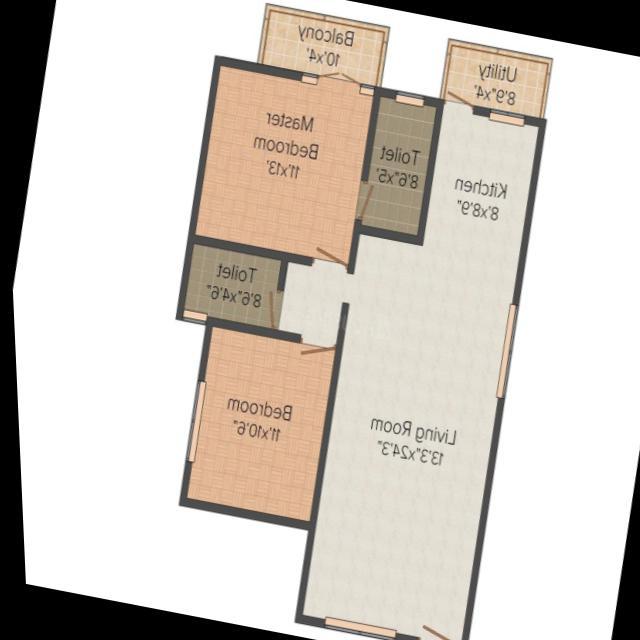 Balcony
10'x4'
Utility
8'9"x4'
Master
Bedroom
11'x13'
Toilet
8'6"x5'
Kitchen
8'x8'9"
Toilet
8'6"x4'6"
Bedroom
11'x10'6"
Living Room
13'3"x24'3"